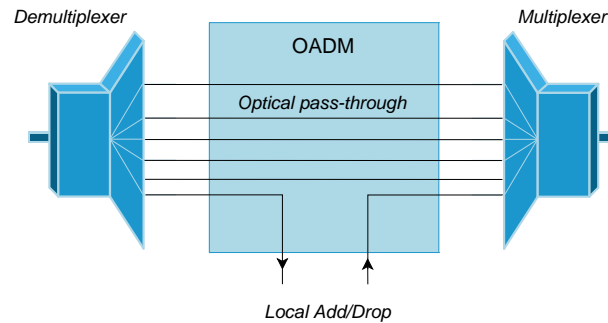 Demultiplexer
Multiplexer
OADM
Optical pass-through
Local Add/Drop